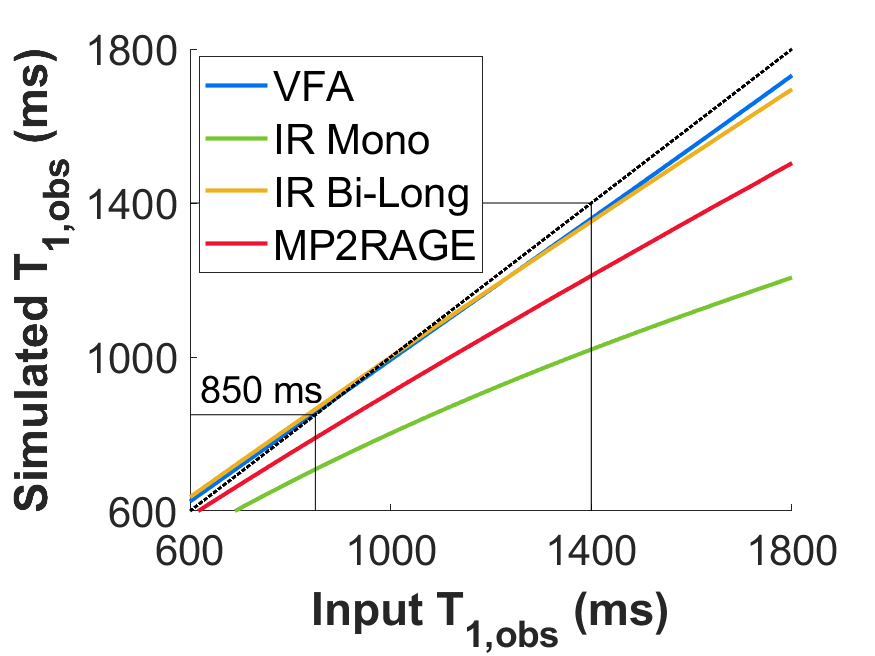 Simulated T1,obs (ms)
1800
1400
1000
600
VFA
IR Mono
IR Bi-Long
MP2RAGE
850 ms
600 1000 1400 1800
Input T1,obs (ms)